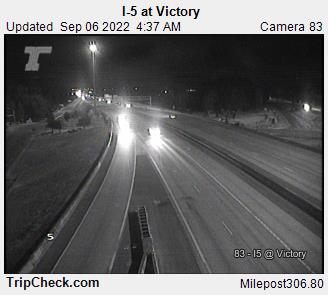 I-5 at Victory
Updated Sep 06 2022 4:37 AM Camera 83
T
S
83 - I5 @ Victory
TripCheck.com Milepost306.80